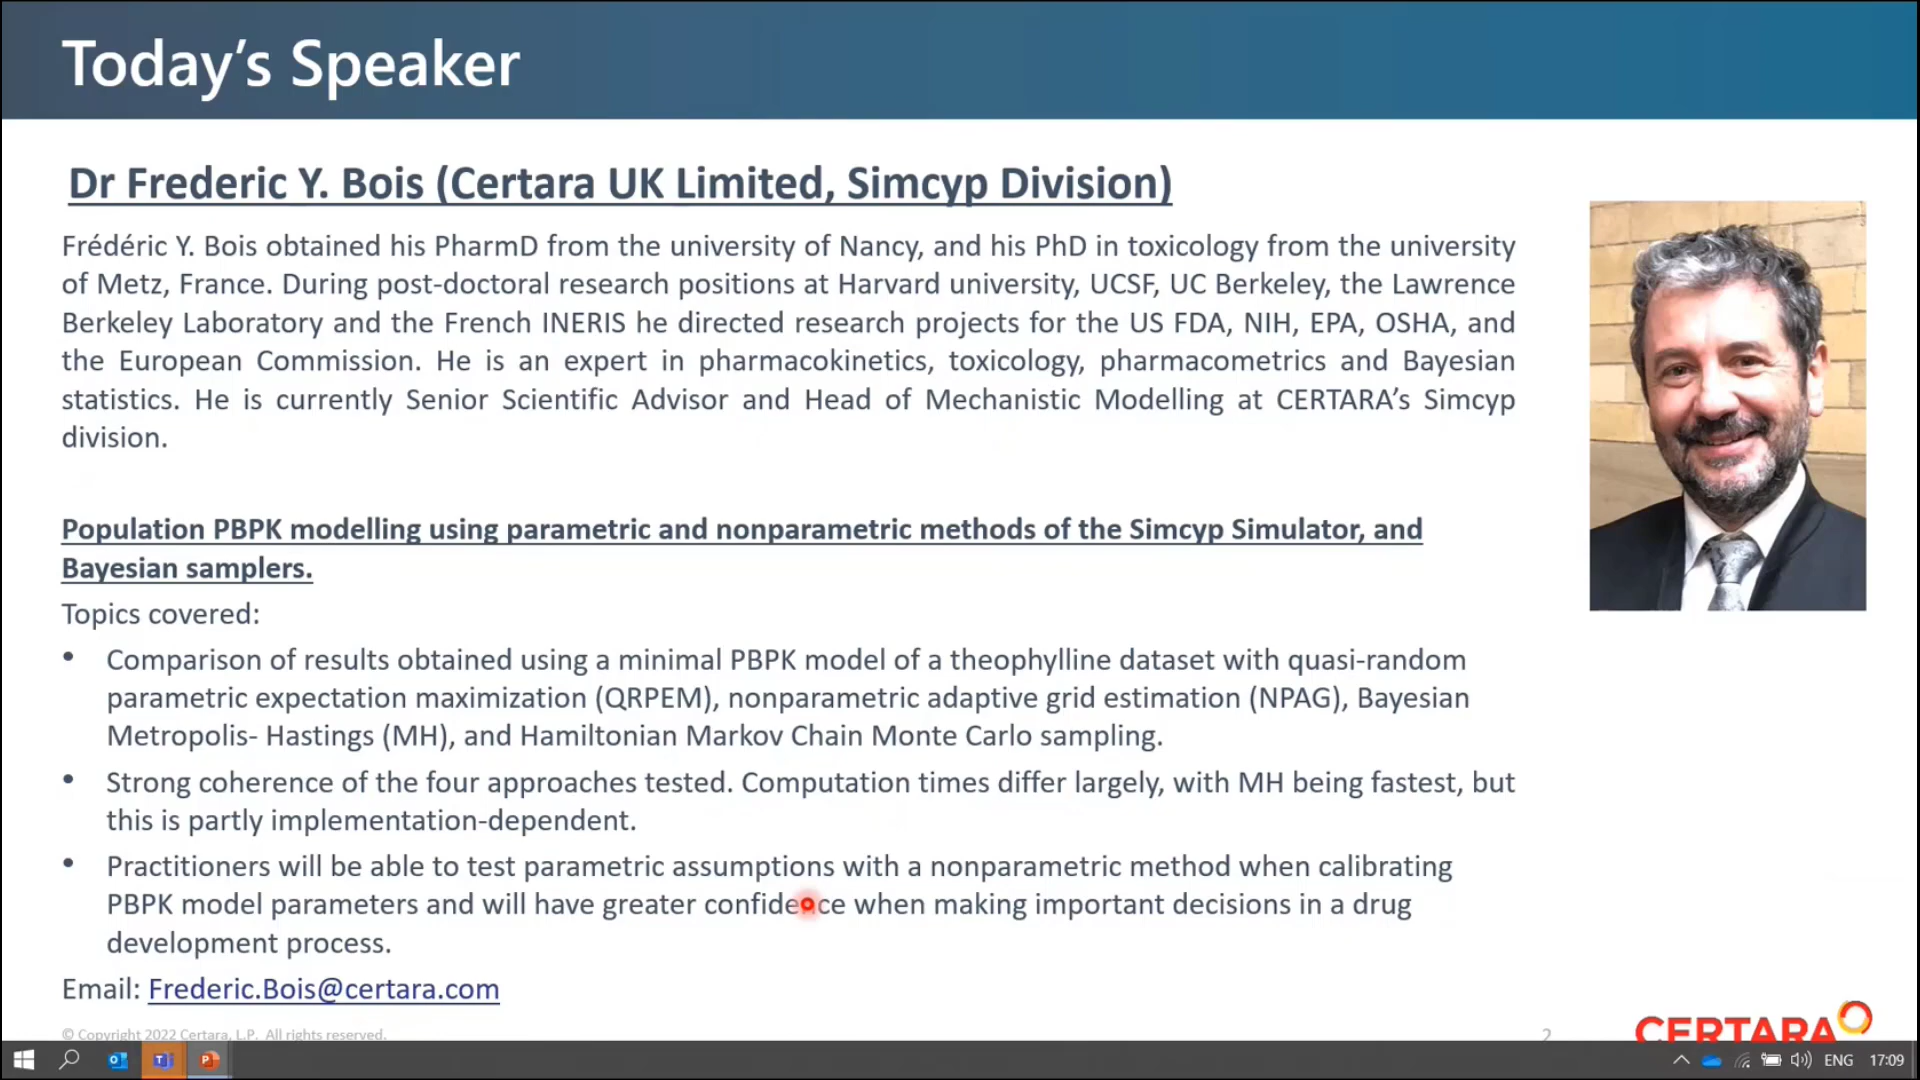 Today's Speaker
Dr Frederic Y. Bois (Certara UK Limited, Simcyp Division)
Frédéric Y. Bois obtained his PharmD from the university of Nancy, and his PhD in toxicology from the university
of Metz, France. During post-doctoral research positions at Harvard university, UCSF, UC Berkeley, the Lawrence
Berkeley Laboratory and the French INERIS he directed research projects for the US FDA, NIH, EPA, OSHA, and
the European Commission. He is an expert in pharmacokinetics, toxicology, pharmacometrics and Bayesian
statistics. He is currently Senior Scientific Advisor and Head of Mechanistic Modelling at CERTARA's Simcyp
division.
Population PBPK modelling using parametric and nonparametric methods of the Simcyp Simulator, and
Bayesian samplers.
Topics covered:
• Comparison of results obtained using a minimal PBPK model of a theophylline dataset with quasi-random
parametric expectation maximization (QRPEM), nonparametric adaptive grid estimation (NPAG), Bayesian
Metropolis- Hastings (MH), and Hamiltonian Markov Chain Monte Carlo sampling.
• Strong coherence of the four approaches tested. Computation times differ largely, with MH being fastest, but
this is partly implementation-dependent.
• Practitioners will be able to test parametric assumptions with a nonparametric method when calibrating
PBPK model parameters and will have greater confidence when making important decisions in a drug
development process.
Email: Frederic.Bois@certara.com
© Copyright 2022 Certara, L.P. All rights reserved.
2
CERTARA
ENG
17:09